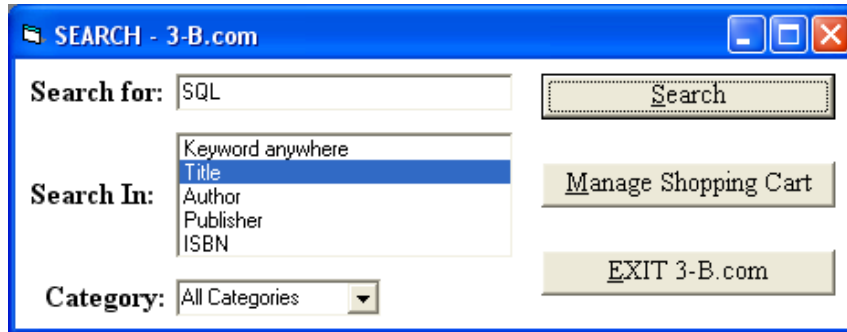 SEARCH - 3-B.com
Search for: SQL
Search
Search In:
Keyword anywhere
Title
Author
Publisher
ISBN
Manage Shopping Cart
Category: All Categories
EXIT 3-B.com